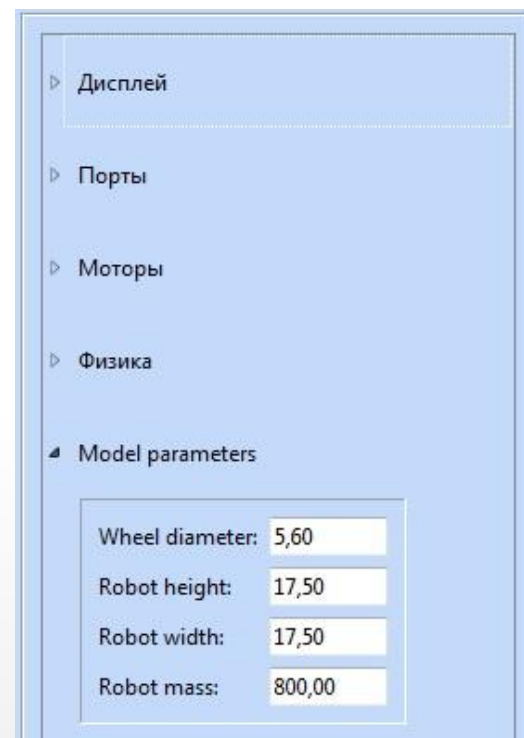 Дисплей
Порты
Моторы
Физика
Model parameters
Wheel diameter: 5,60
Robot height: 17,50
Robot width: 17,50
Robot mass: 800,00